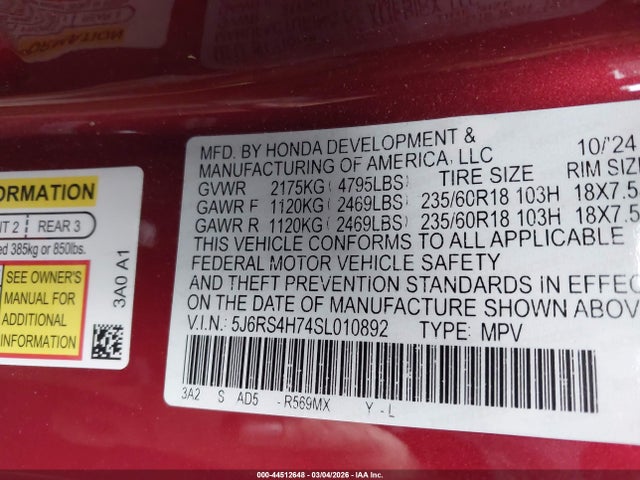 MFD. BY HONDA DEVELOPMENT &
MANUFACTURING OF AMERICA, LLC
10/'24
GVWR 2175KG ( 4795LBS) TIRE SIZE RIM SIZE
GAWR F 1120KG ( 2469LBS) 235/60R18 103H 18X7.5
GAWR R 1120KG ( 2469LBS) 235/60R18 103H 18X7.5
THIS VEHICLE CONFORMS TO ALL APPLICABLE
FEDERAL MOTOR VEHICLE SAFETY
AND THEFT PREVENTION STANDARDS IN EFFEC
ON THE DATE OF MANUFACTURE SHOWN ABOV
V.I.N.: 5J6RS4H74SL010892 TYPE: MPV
3A2 S AD5 - R569MX Y - L
FORMATION
NT 2 REAR 3
ed 385kg or 850lbs.
SEE OWNER'S
MANUAL FOR
ADDITIONAL
INFORMATION
3A0 A1
000-44512648 - 03/04/2026 - IAA Inc.